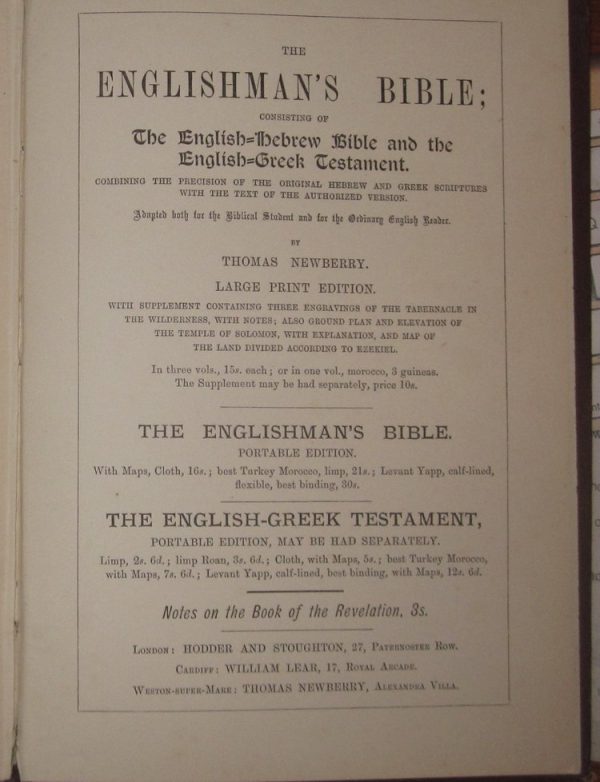 THE
ENGLISHMAN'S BIBLE;
CONSISTING OF
The English=Hebrew Bible and the
English=Greek Testament.
COMBINING THE PRECISION OF THE ORIGINAL HEBREW AND GREEK SCRIPTURES
WITH THE TEXT OF THE AUTHORIZED VERSION.
Adapted both for the Biblical Student and for the Ordinary English Reader.
BY
THOMAS NEWBERRY.
LARGE PRINT EDITION.
WITH SUPPLEMENT CONTAINING THREE ENGRAVINGS OF THE TABERNACLE IN
THE WILDERNESS, WITH NOTES; ALSO GROUND PLAN AND ELEVATION OF
THE TEMPLE OF SOLOMON, WITH EXPLANATION, AND MAP OF
THE LAND DIVIDED ACCORDING TO EZEKIEL.
In three vols., 15s. each; or in one vol., morocco, 3 guineas.
The Supplement may be had separately, price 10s.
THE ENGLISHMAN'S BIBLE.
PORTABLE EDITION.
With Maps, Cloth, 16s.; best Turkey Morocco, limp, 21s.; Levant Yapp, calf-lined,
flexible, best binding, 30s.
THE ENGLISH-GREEK TESTAMENT,
PORTABLE EDITION, MAY BE HAD SEPARATELY.
Limp, 2s. 6d.; limp Roan, 3s. 6d.; Cloth, with Maps, 5s.; best Turkey Morocco,
with Maps, 7s. 6d.; Levant Yapp, calf-lined, best binding, with Maps, 12s. 6d.
Notes on the Book of the Revelation, 3s.
LONDON: HODDER AND STOUGHTON, 27, PATERNOSTER ROW.
CARDIFF: WILLIAM LEAR, 17, ROYAL ARCADE.
WESTON-SUPER-MARE: THOMAS NEWBERRY, ALEXANDRA VILLA.